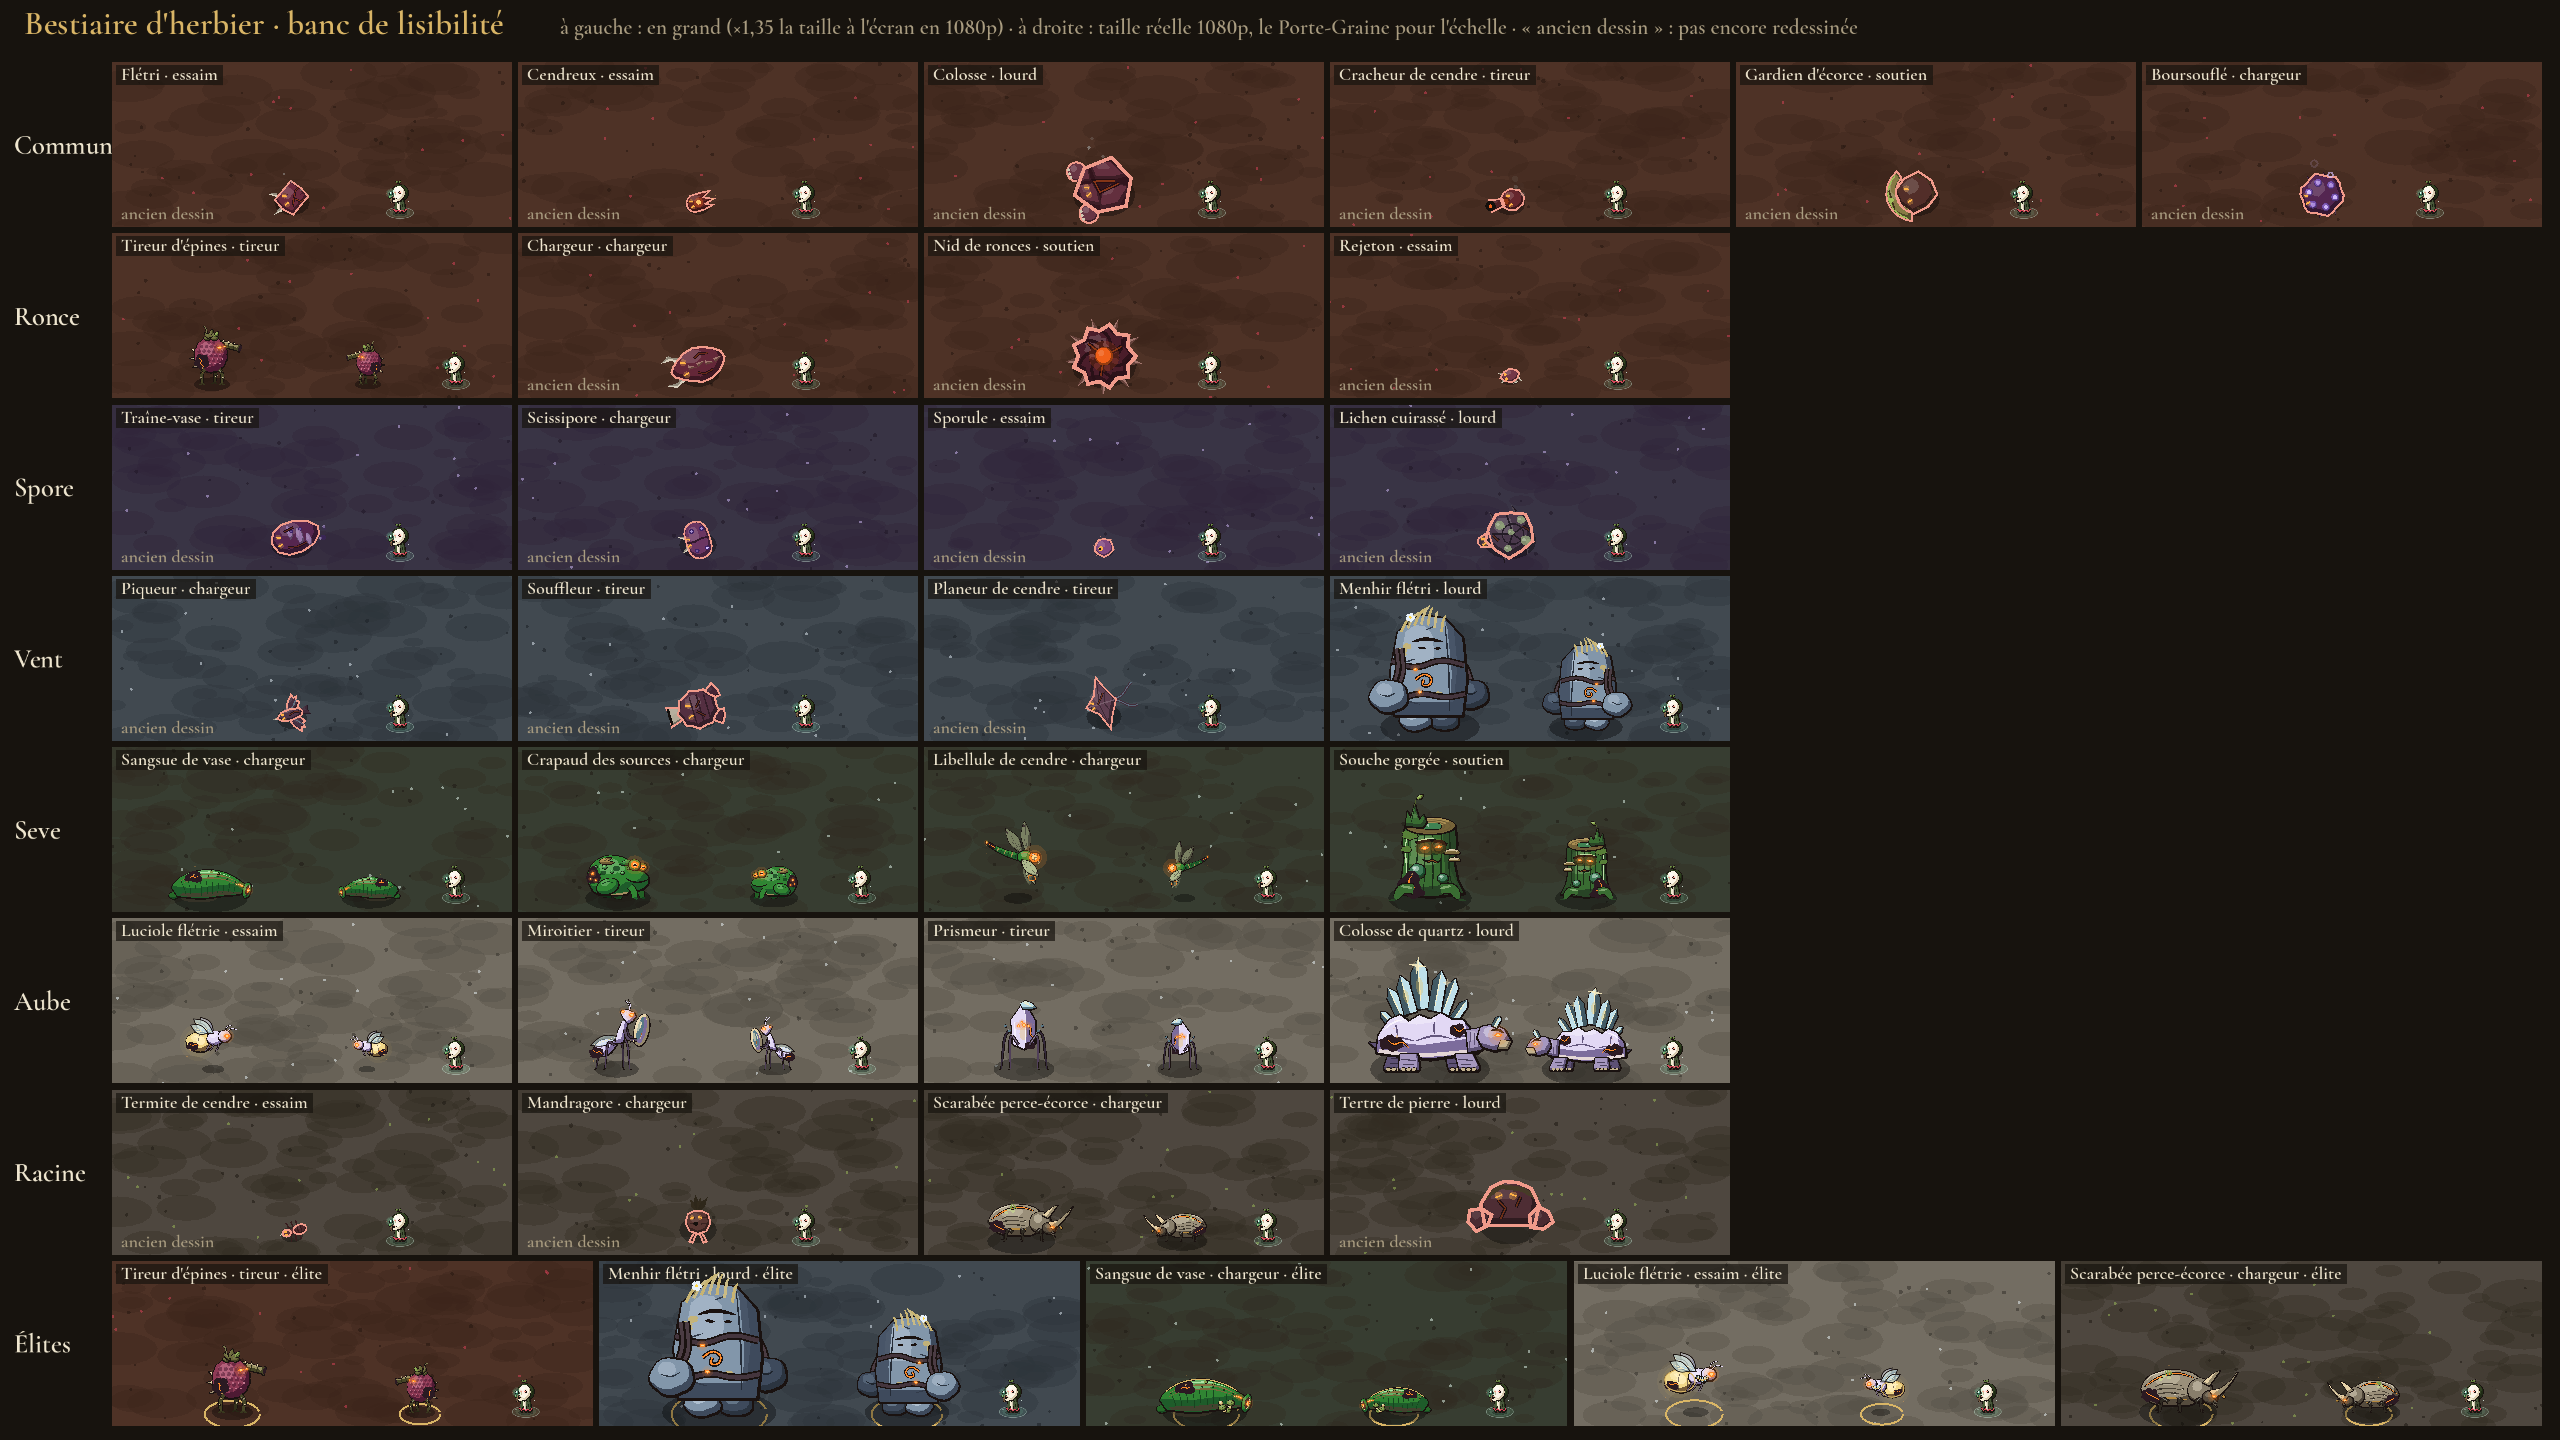 Bestiaire d'herbier · banc de lisibilité
à gauche : en grand (×1,35 la taille à l'écran en 1080p) · à droite : taille réelle 1080p, le Porte-Graine pour l'échelle · « ancien dessin » : pas encore redessinée
Commun
Flétri · essaim
ancien dessin
Cendreux · essaim
ancien dessin
Colosse · lourd
ancien dessin
Cracheur de cendre · tireur
ancien dessin
Gardien d'écorce · soutien
ancien dessin
Boursouflé · chargeur
ancien dessin
Ronce
Tireur d'épines · tireur
Chargeur · chargeur
ancien dessin
Nid de ronces · soutien
ancien dessin
Rejeton · essaim
ancien dessin
Spore
Traîne-vase · tireur
ancien dessin
Scissipore · chargeur
ancien dessin
Sporule · essaim
ancien dessin
Lichen cuirassé · lourd
ancien dessin
Vent
Piqueur · chargeur
ancien dessin
Souffleur · tireur
ancien dessin
Planeur de cendre · tireur
ancien dessin
Menhir flétri · lourd
Seve
Sangsue de vase · chargeur
Crapaud des sources · chargeur
Libellule de cendre · chargeur
Souche gorgée · soutien
Aube
Luciole flétrie · essaim
Miroitier · tireur
Prismeur · tireur
Colosse de quartz · lourd
Racine
Termite de cendre · essaim
ancien dessin
Mandragore · chargeur
ancien dessin
Scarabée perce-écorce · chargeur
Tertre de pierre · lourd
ancien dessin
Élites
Tireur d'épines · tireur · élite
Menhir flétri · lourd · élite
Sangsue de vase · chargeur · élite
Luciole flétrie · essaim · élite
Scarabée perce-écorce · chargeur · élite